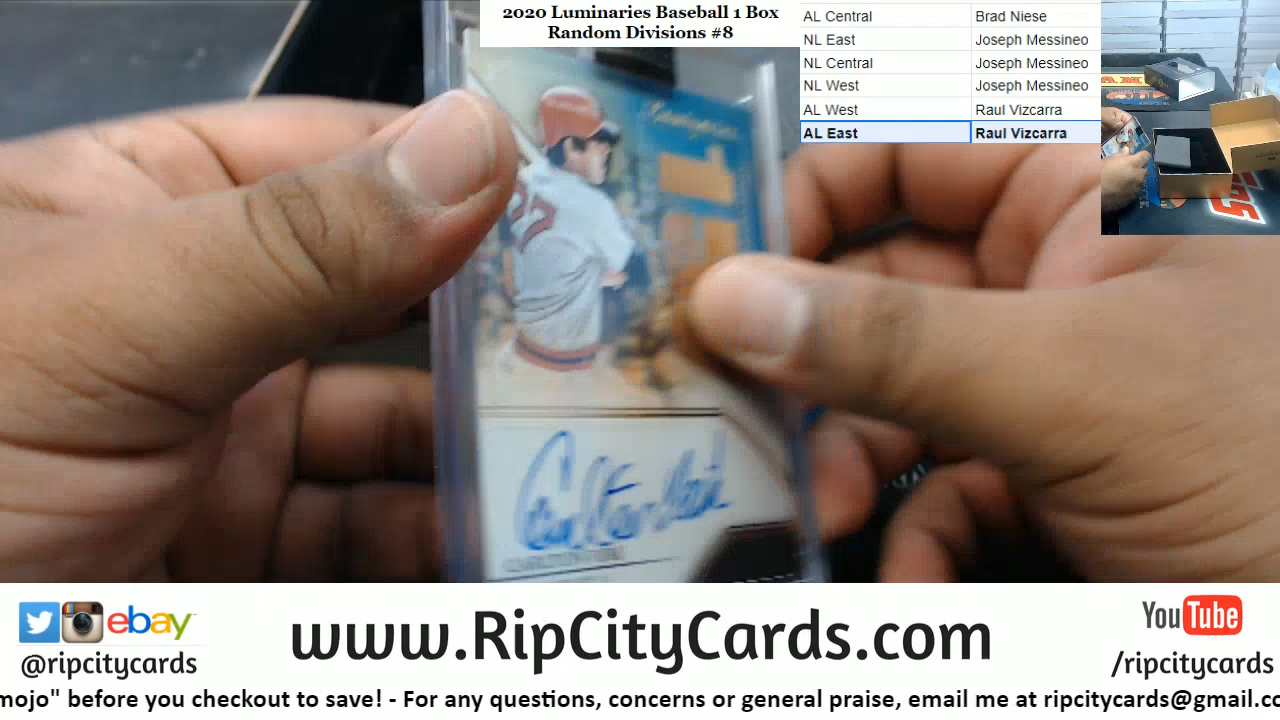 2020 Luminaries Baseball 1 Box
Random Divisions #8
AL Central Brad Niese
NL East Joseph Messineo
NL Central Joseph Messineo
NL West Joseph Messineo
AL West Raul Vizcarra
AL East Raul Vizcarra
27
ebay
@ripcitycards
www.RipCityCards.com
YouTube
/ripcitycards
mojo" before you checkout to save! - For any questions, concerns or general praise, email me at ripcitycards@gmail.co